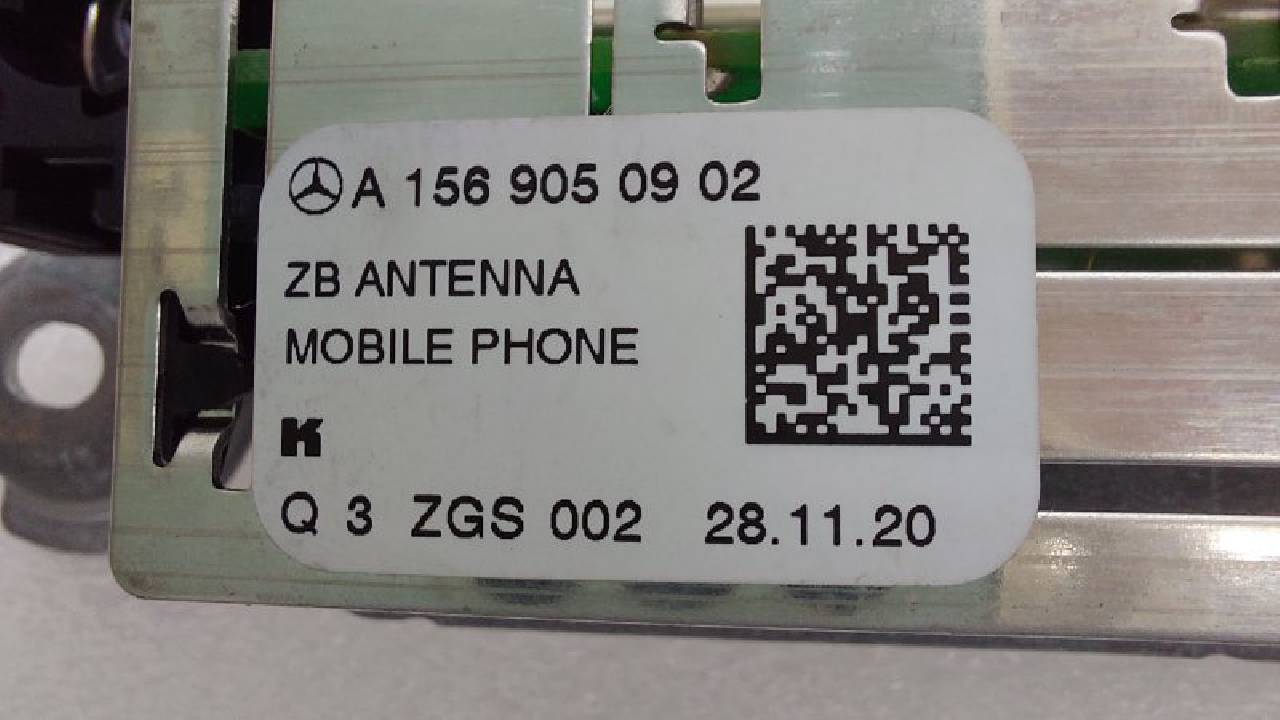 A 156 905 09 02
ZB ANTENNA
MOBILE PHONE
K
Q 3 ZGS 002 28.11.20